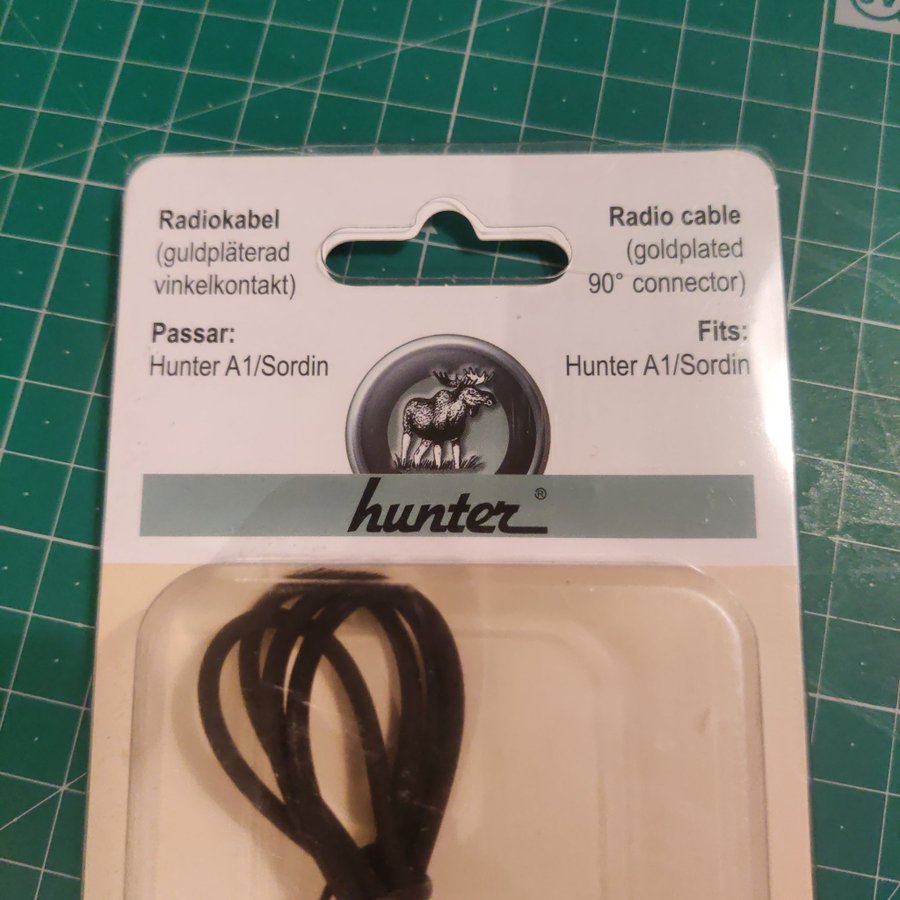 Radiokabel
(guldpläterad
vinkelkontakt)
Passar:
Hunter A1/Sordin
Radio cable
(goldplated
90° connector)
Fits:
Hunter A1/Sordin
hunter®